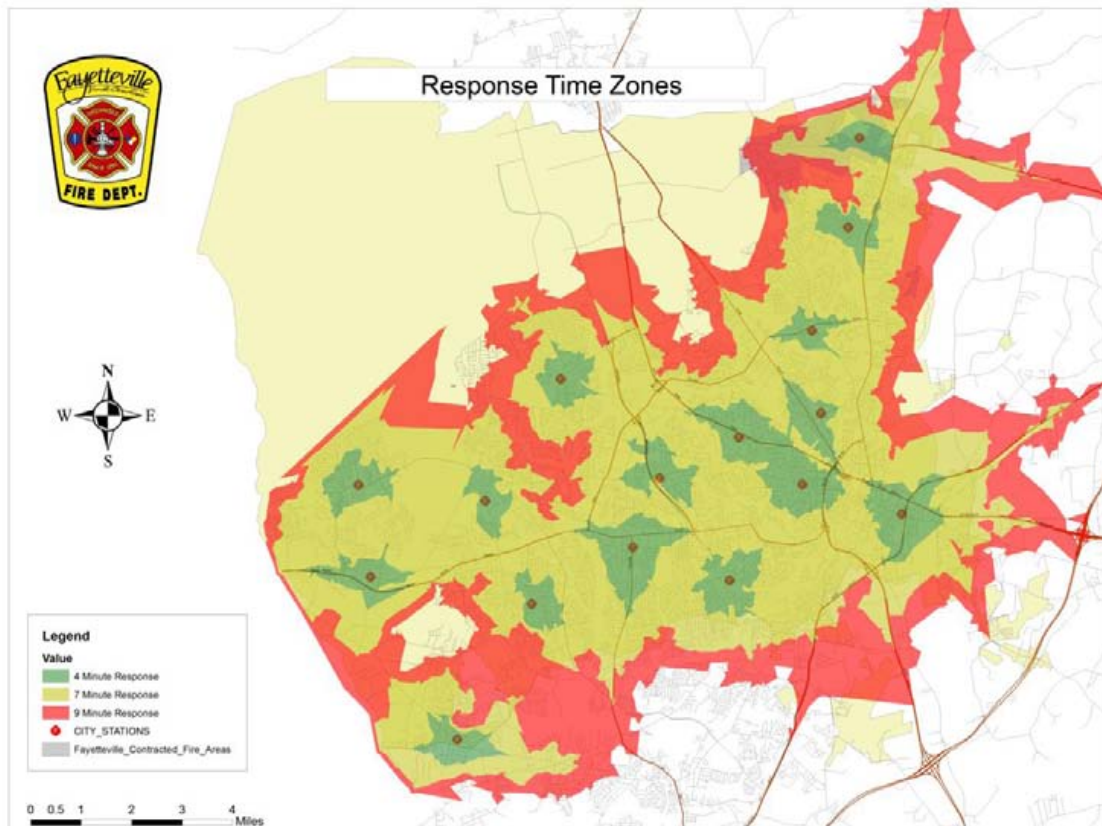 Response Time Zones
Fayetteville
FIRE DEPT.
N
W E
S
Legend
Value
4 Minute Response
7 Minute Response
9 Minute Response
CITY_STATIONS
Fayetteville_Contracted_Fire_Areas
0 0.5 1 2 3 4
Miles